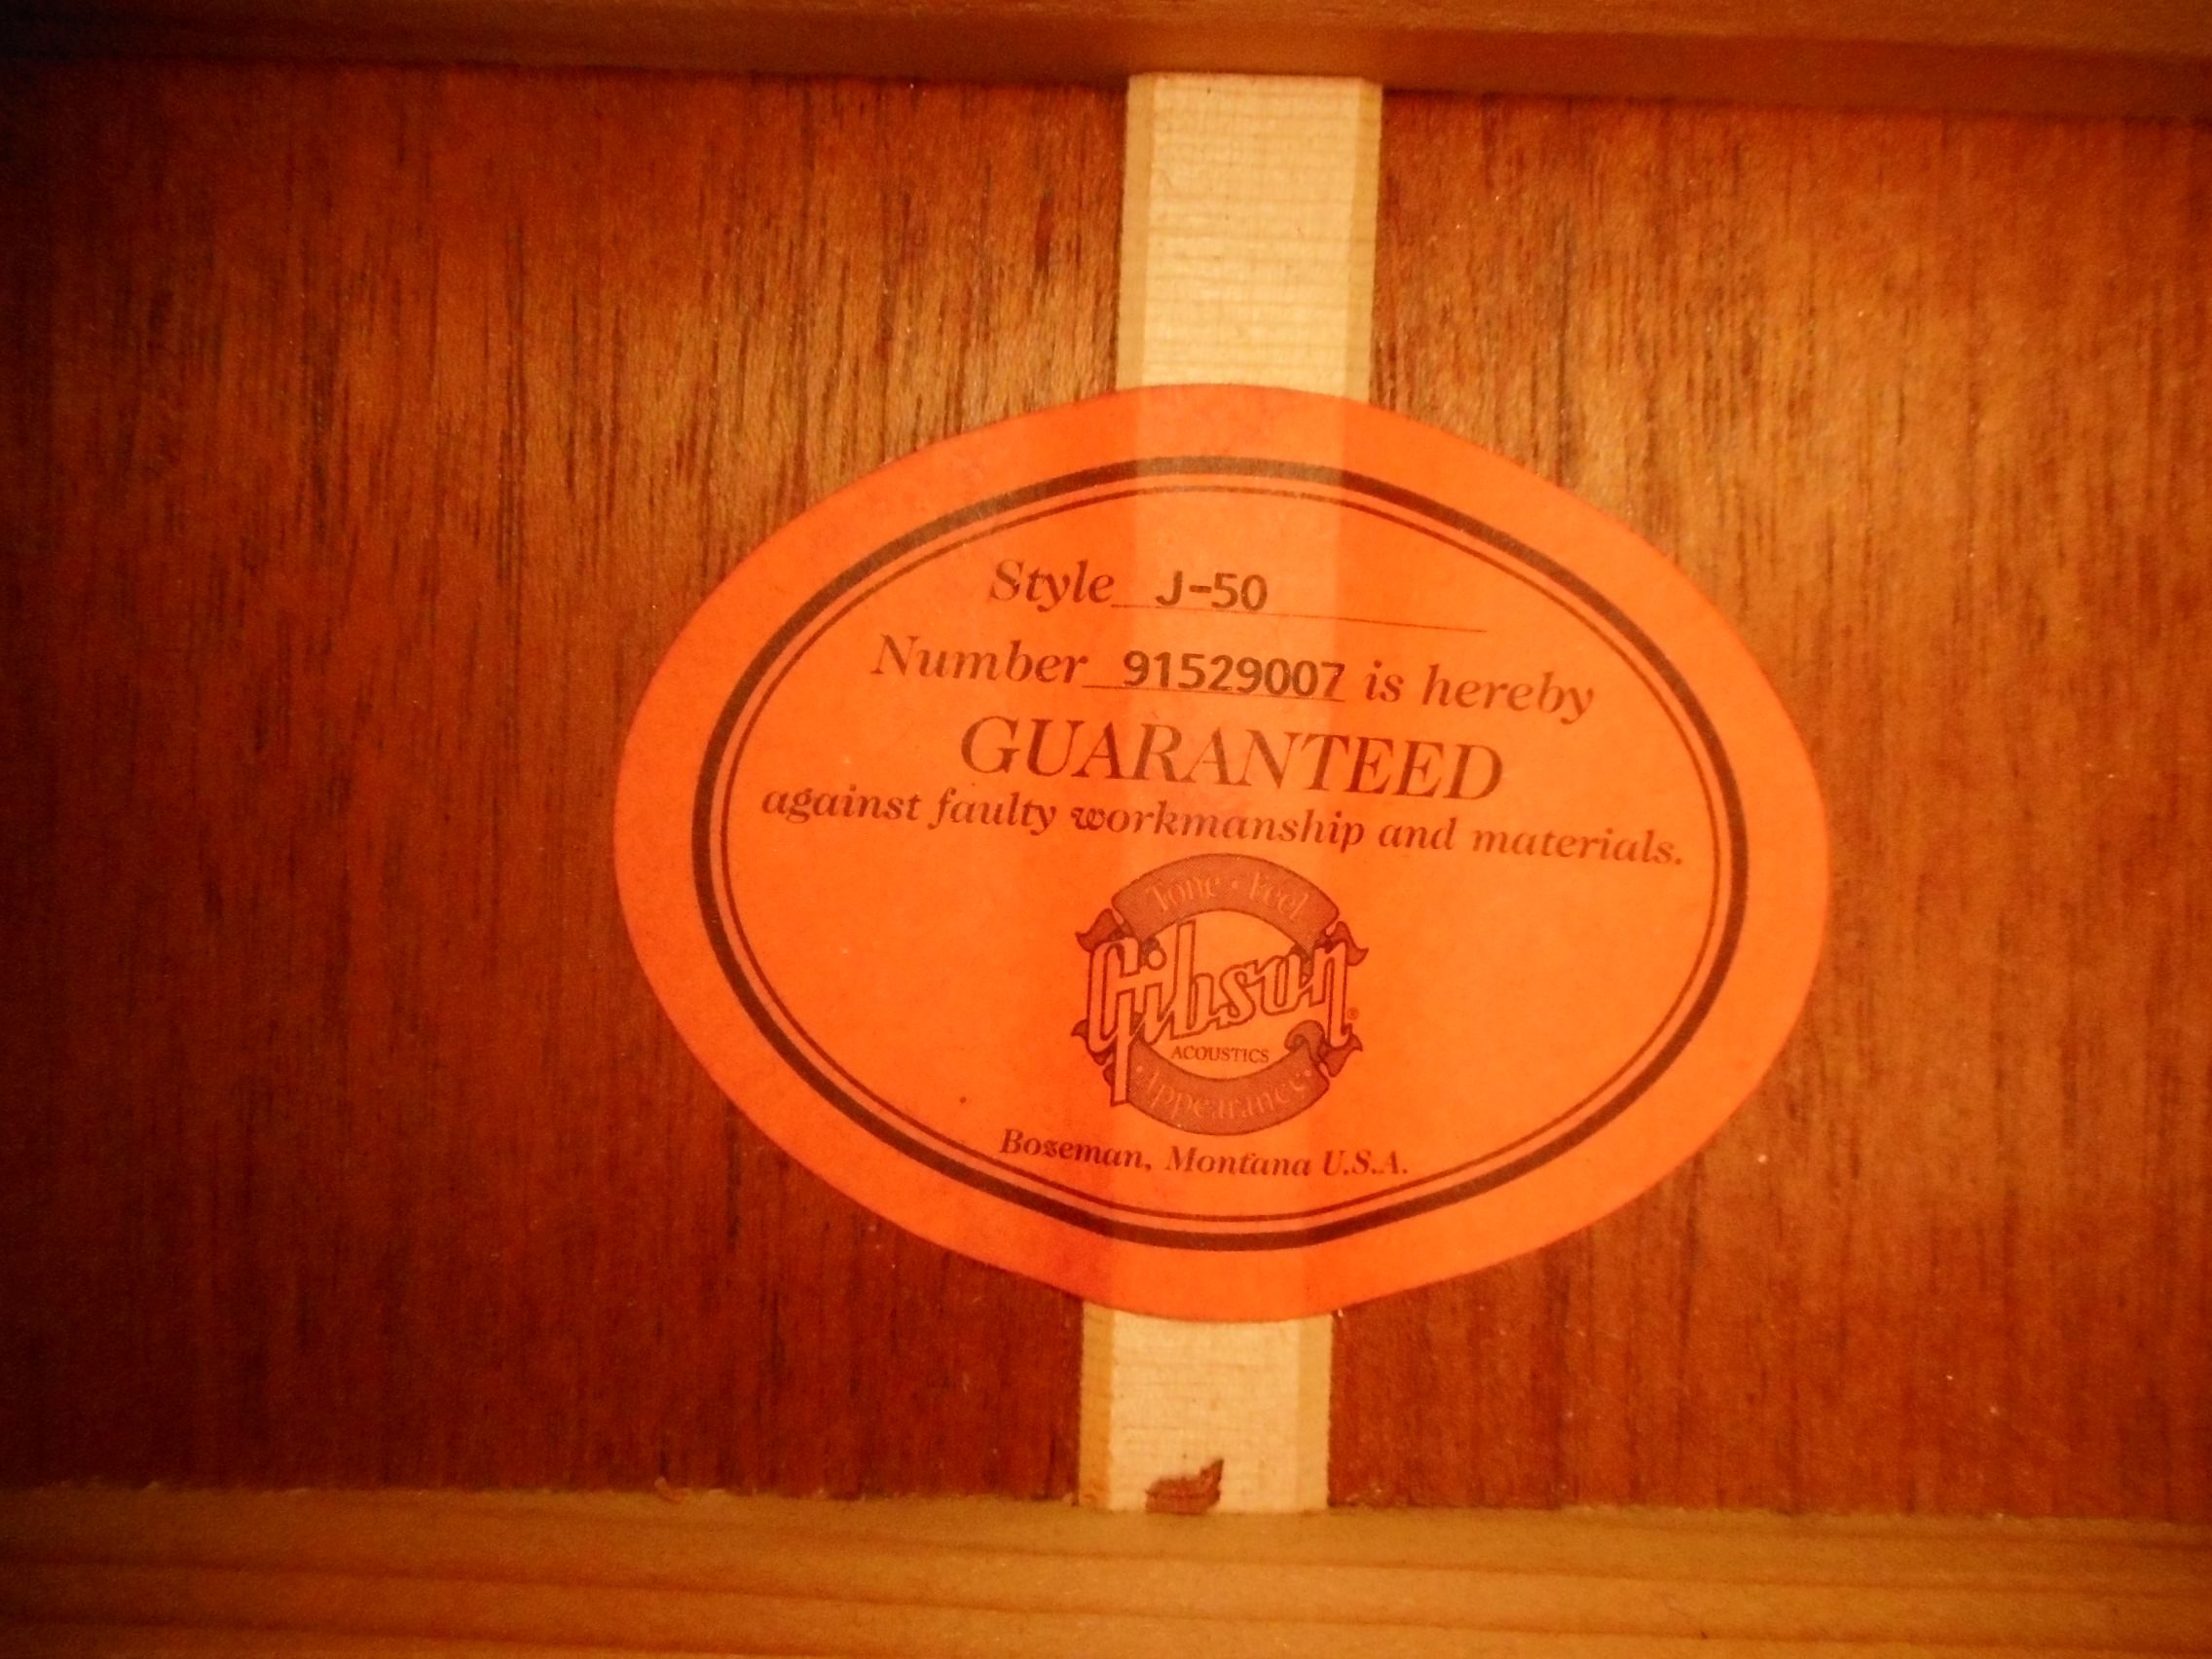 Style J-50
Number 91529007 is hereby
GUARANTEED
against faulty workmanship and materials.
Tone · Feel
Gibson ®
ACOUSTICS
· Appearance ·
Bozeman, Montana U.S.A.